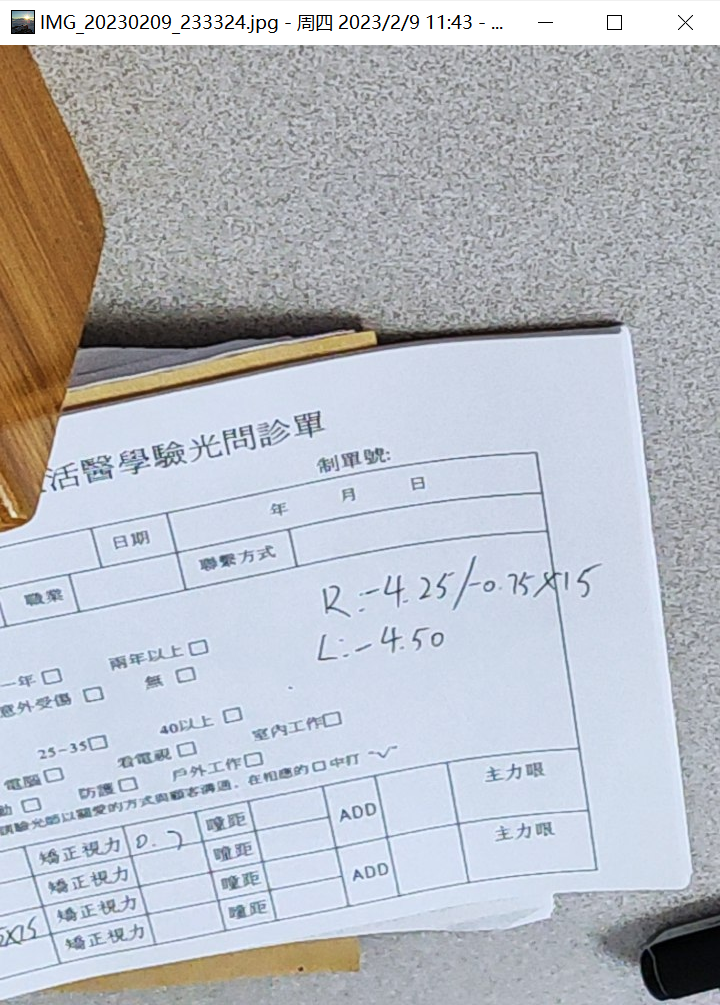 IMG_20230209_233324.jpg - 周四 2023/2/9 11:43 - ...
活醫學驗光問診單
制單號:
日期 年 月 日
職業 聯繫方式
R:-4.25/-0.75×15
L:-4.50
一年□ 兩年以上□
意外受傷□ 無□
25-35□ 40以上□
電腦□ 看電視□ 室內工作□
動□ 防護□ 戶外工作□
驗光師以關愛的方式與顧客溝通，在相應的□中打"√"
矯正視力 0. 瞳距 ADD 主力眼
矯正視力 瞳距
矯正視力 瞳距 ADD 主力眼
×15 矯正視力 瞳距